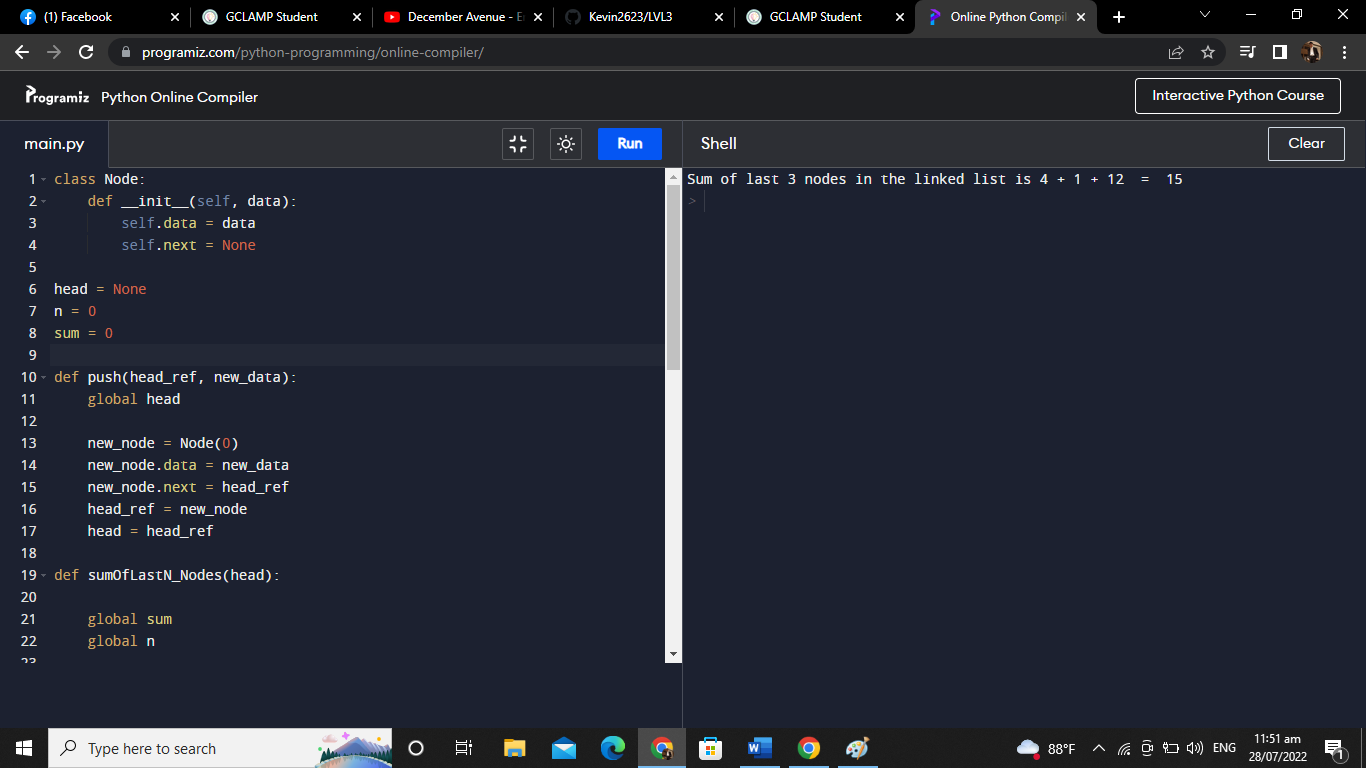 (1) Facebook
GCLAMP Student
December Avenue - E
Kevin2623/LVL3
GCLAMP Student
Online Python Compil
programiz.com/python-programming/online-compiler/
Programiz Python Online Compiler
Interactive Python Course
main.py
Run
Shell
Clear
1 class Node:
2     def __init__(self, data):
3         self.data = data
4         self.next = None
5
6 head = None
7 n = 0
8 sum = 0
9
10 def push(head_ref, new_data):
11     global head
12
13     new_node = Node(0)
14     new_node.data = new_data
15     new_node.next = head_ref
16     head_ref = new_node
17     head = head_ref
18
19 def sumOfLastN_Nodes(head):
20
21     global sum
22     global n
23
Sum of last 3 nodes in the linked list is 4 + 1 + 12  =  15
>
Type here to search
88°F
ENG
11:51 am
28/07/2022
1